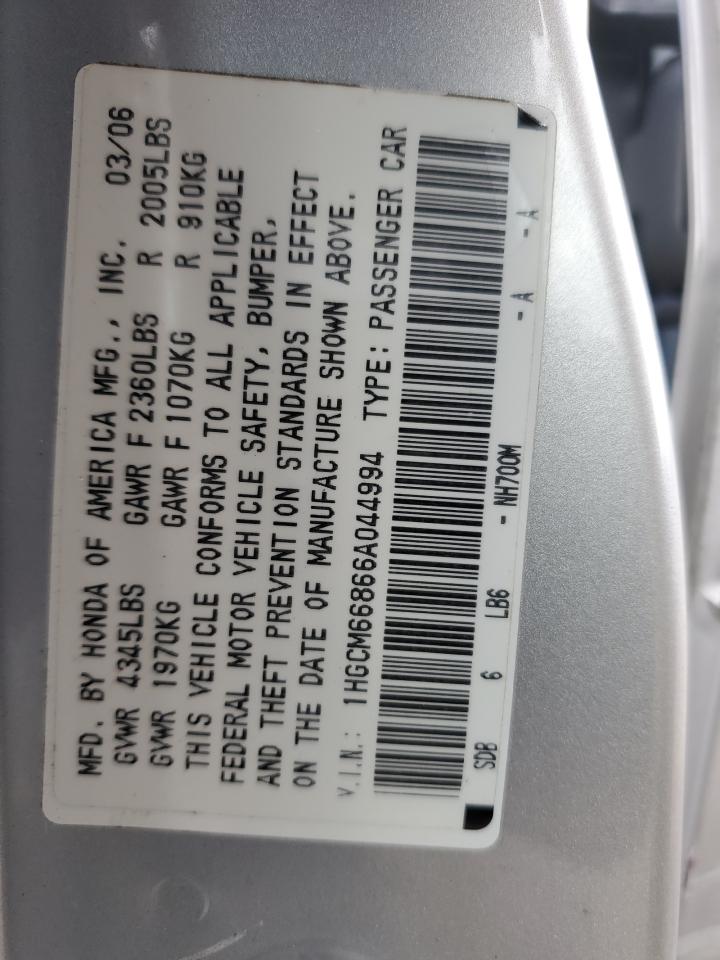 MFD. BY HONDA OF AMERICA MFG., INC. 03/06
GVWR 4345LBS GAWR F 2360LBS R 2005LBS
GVWR 1970KG GAWR F 1070KG R 910KG
THIS VEHICLE CONFORMS TO ALL APPLICABLE
FEDERAL MOTOR VEHICLE SAFETY, BUMPER,
AND THEFT PREVENTION STANDARDS IN EFFECT
ON THE DATE OF MANUFACTURE SHOWN ABOVE.
V.I.N.: 1HGCM66866A044994 TYPE: PASSENGER CAR
SDB 6 LB6 - NH700M - A - A